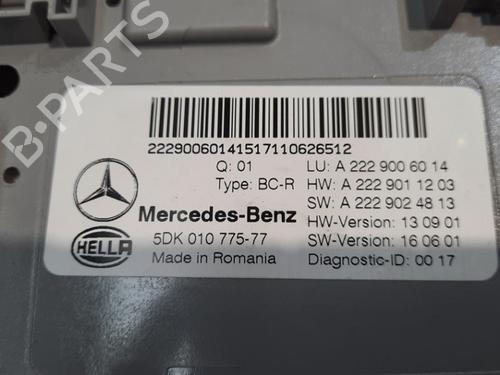 B-PARTS
22290060141517110626512
Q: 01 LU: A 222 900 60 14
Type: BC-R HW: A 222 901 12 03
SW: A 222 902 48 13
Mercedes-Benz HW-Version: 13 09 01
HELLA 5DK 010 775-77 SW-Version: 16 06 01
Made in Romania Diagnostic-ID: 00 17